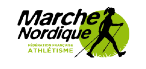 Marche
Nordique
FÉDÉRATION FRANÇAISE
ATHLÉTISME